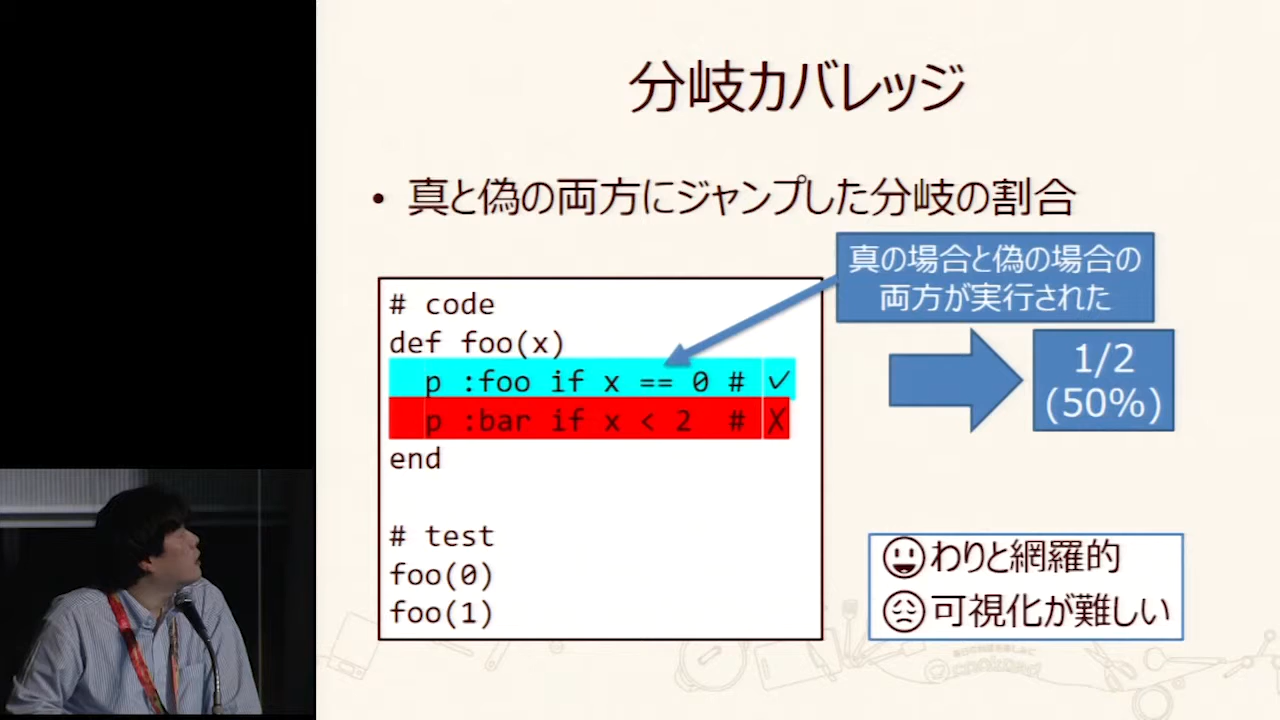 分岐カバレッジ
• 真と偽の両方にジャンプした分岐の割合
真の場合と偽の場合の
両方が実行された
# code
def foo(x)
p :foo if x == 0 # ✓
p :bar if x < 2 # ✗
end
# test
foo(0)
foo(1)
1/2
(50%)
わりと網羅的
可視化が難しい
cookpad